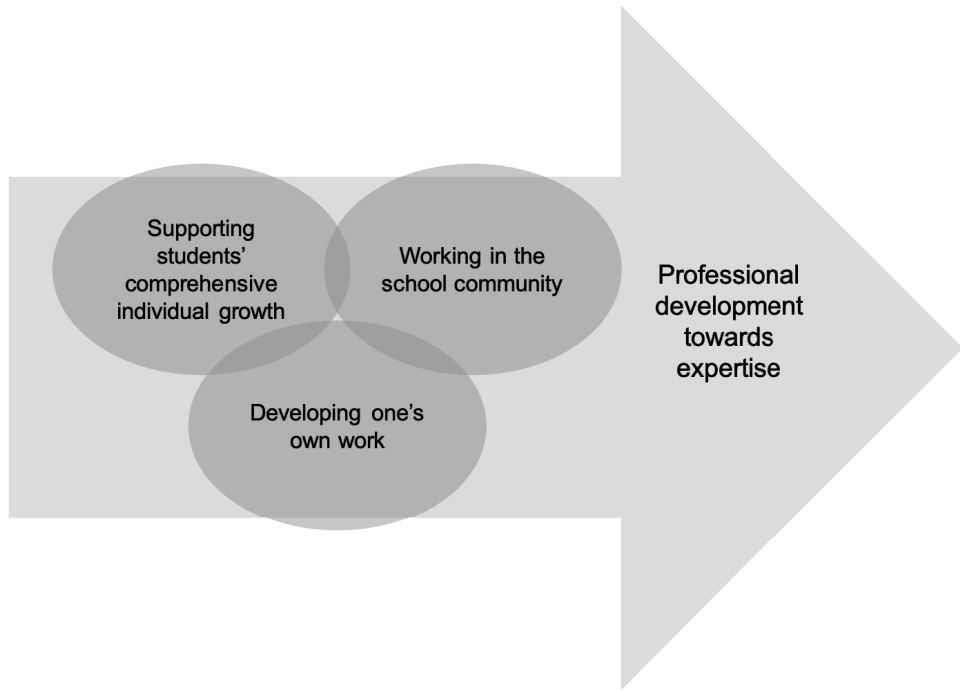 Supporting
students’
comprehensive
individual growth
Working in the
school community
Developing one’s
own work
Professional
development
towards
expertise